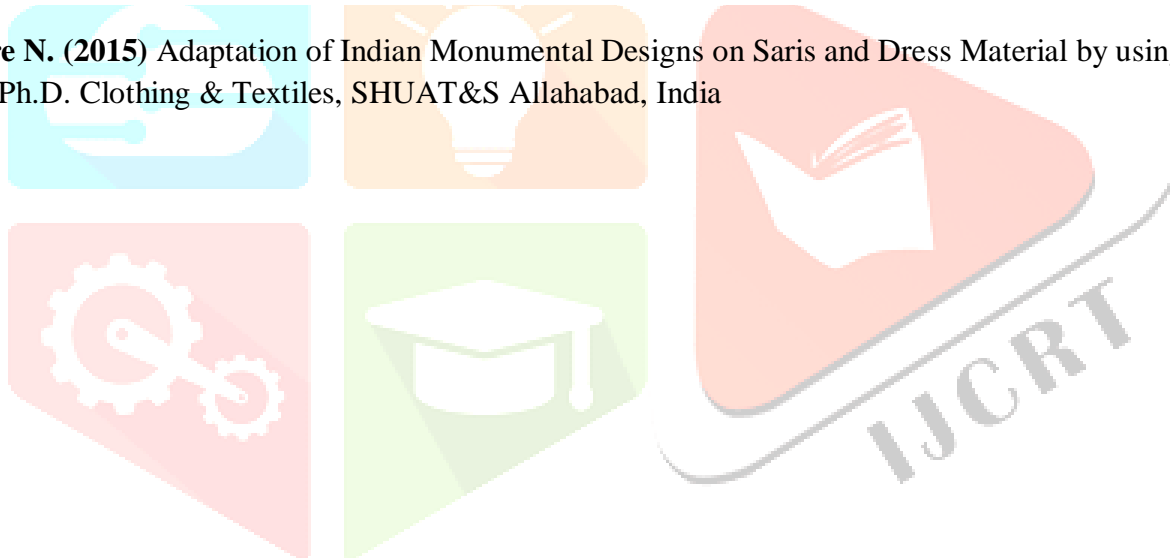 re N. (2015) Adaptation of Indian Monumental Designs on Saris and Dress Material by using
Ph.D. Clothing & Textiles, SHUAT&S Allahabad, India
IJCRT